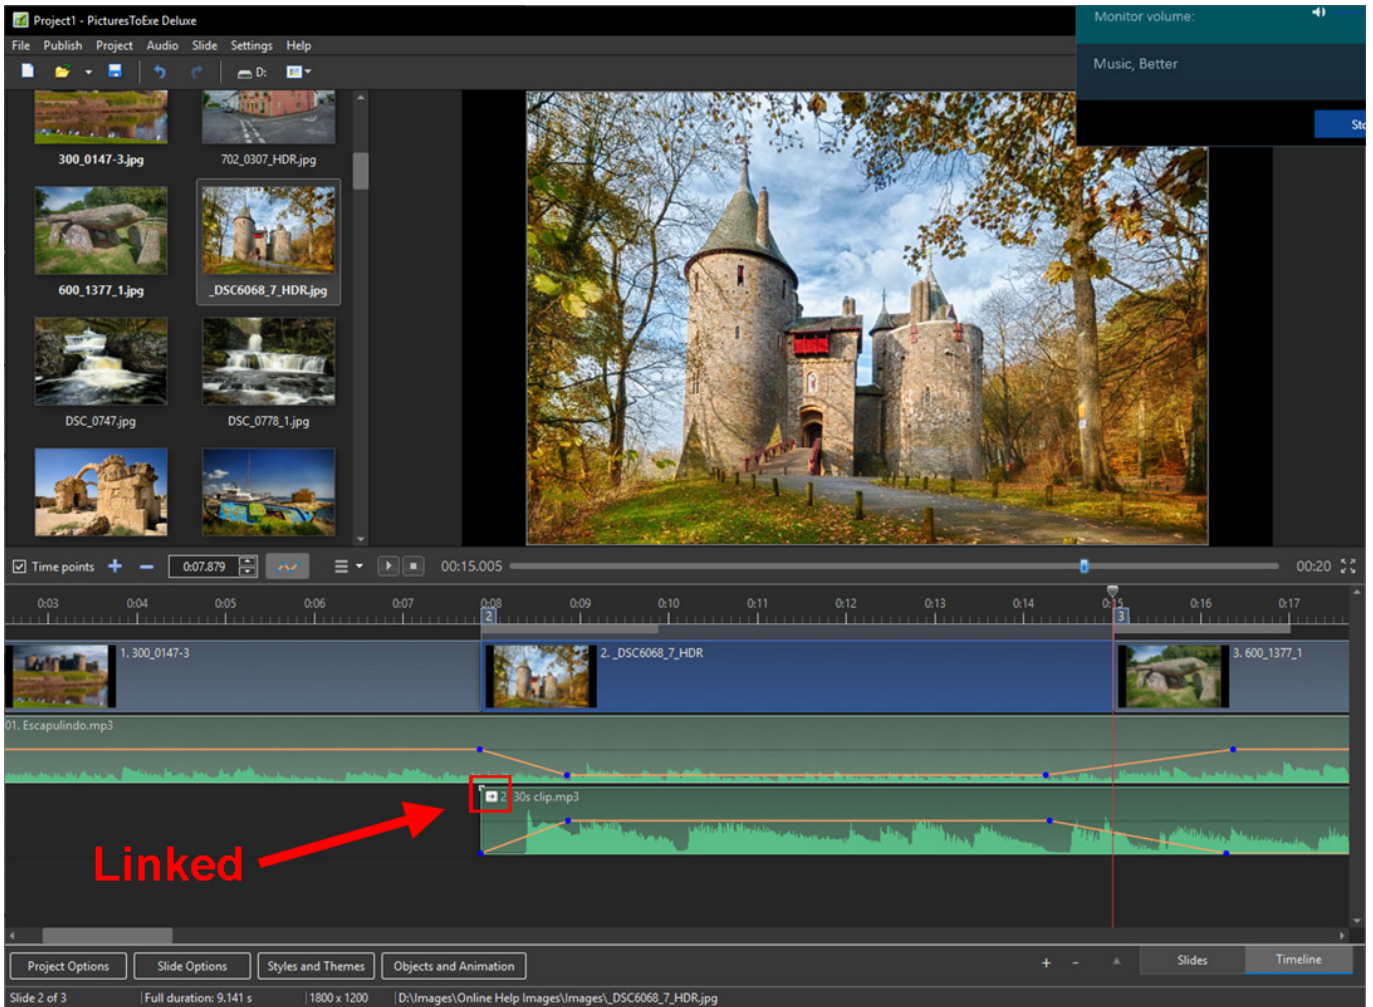 Project1 - PicturesToExe Deluxe
Monitor volume:
File Publish Project Audio Slide Settings Help
Music, Better
D:
300_0147-3.jpg
702_0307_HDR.jpg
600_1377_1.jpg
_DSC6068_7_HDR.jpg
DSC_0747.jpg
DSC_0778_1.jpg
Time points
0:07.879
00:15.005
00:20
0:03 0:04 0:05 0:06 0:07 0:08 0:09 0:10 0:11 0:12 0:13 0:14 0:15 0:16 0:17
2
3
1. 300_0147-3
2. _DSC6068_7_HDR
3. 600_1377_1
01. Escapulindo.mp3
2. 30s clip.mp3
Linked
Project Options
Slide Options
Styles and Themes
Objects and Animation
Slides
Timeline
Slide 2 of 3
Full duration: 9.141 s
1800 x 1200
D:\Images\Online Help Images\Images\_DSC6068_7_HDR.jpg